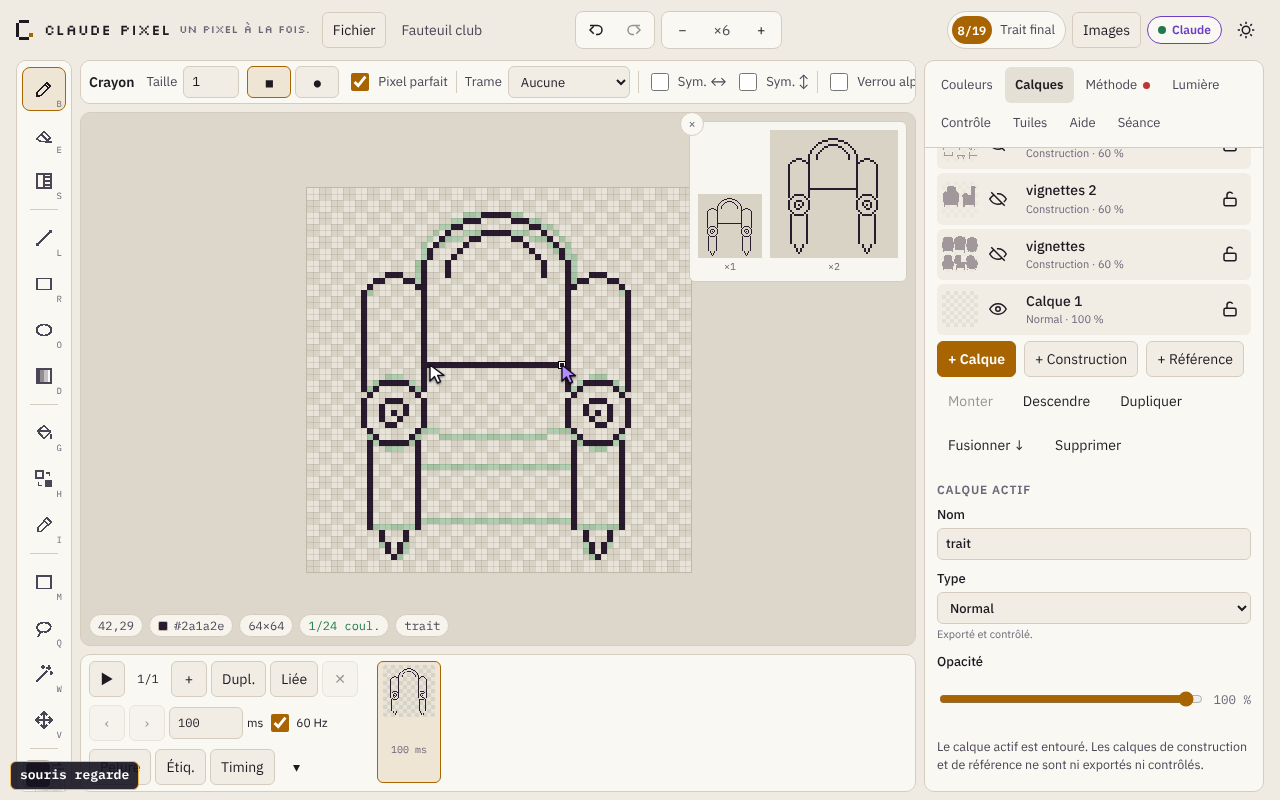 CLAUDE PIXEL UN PIXEL À LA FOIS. Fichier Fauteuil club − ×6 + 8/19 Trait final Images Claude
Crayon Taille 1 Pixel parfait Trame Aucune Sym. ↔ Sym. ↕ Verrou alp
B
E
S
L
R
O
D
G
H
I
M
Q
W
V
×
×1 ×2
42,29 #2a1a2e 64×64 1/24 coul. trait
1/1 + Dupl. Liée ✕
‹ › 100 ms 60 Hz
Étiq. Timing ▼
100 ms
souris regarde
Couleurs Calques Méthode Lumière
Contrôle Tuiles Aide Séance
Construction · 60 %
vignettes 2
Construction · 60 %
vignettes
Construction · 60 %
Calque 1
Normal · 100 %
+ Calque + Construction + Référence
Monter Descendre Dupliquer
Fusionner ↓ Supprimer
CALQUE ACTIF
Nom
trait
Type
Normal
Exporté et contrôlé.
Opacité
100 %
Le calque actif est entouré. Les calques de construction
et de référence ne sont ni exportés ni contrôlés.